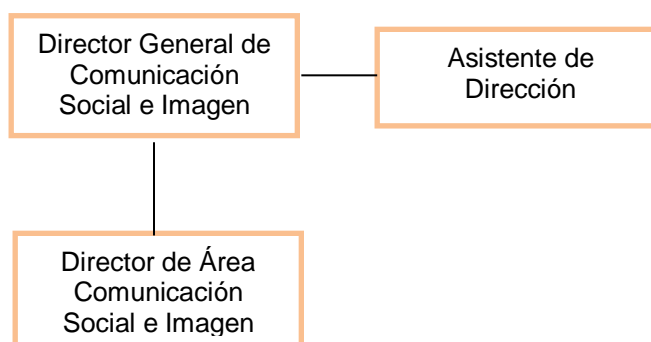 Director General de
Comunicación
Social e Imagen
Asistente de
Dirección
Director de Área
Comunicación
Social e Imagen